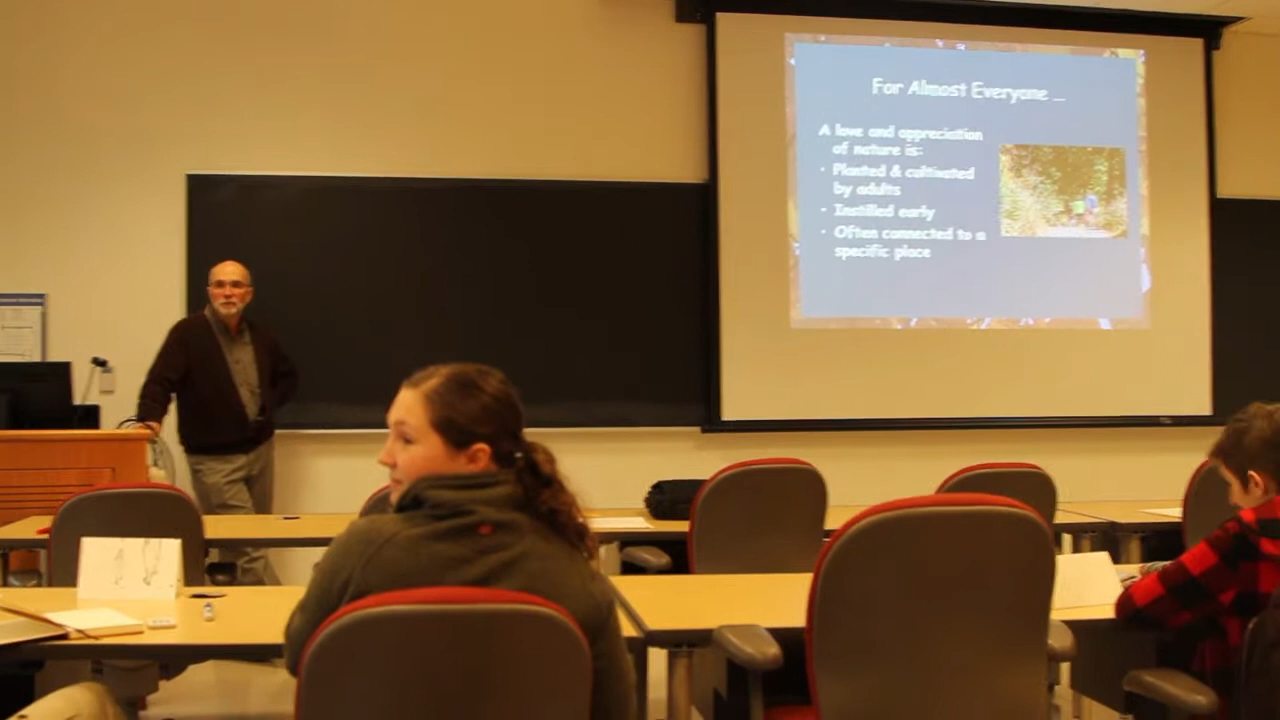 For Almost Everyone ...
A love and appreciation
of nature is:
• Planted & cultivated
by adults
• Instilled early
• Often connected to a
specific place